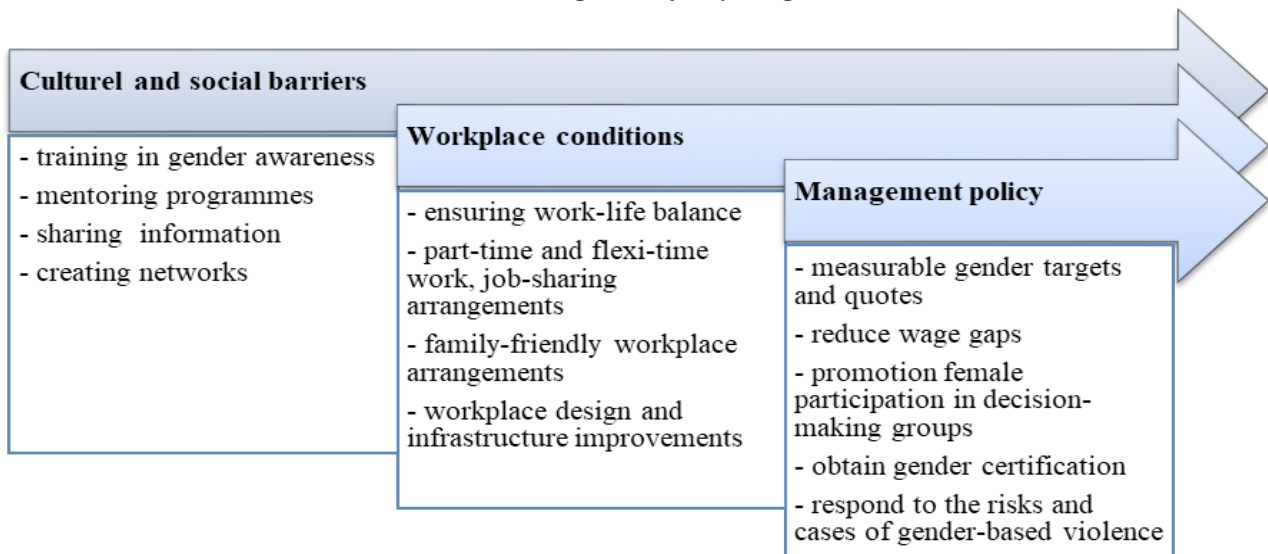 Culturel and social barriers
- training in gender awareness
- mentoring programmes
- sharing information
- creating networks
Workplace conditions
- ensuring work-life balance
- part-time and flexi-time
work, job-sharing
arrangements
- family-friendly workplace
arrangements
- workplace design and
infrastructure improvements
Management policy
- measurable gender targets
and quotes
- reduce wage gaps
- promotion female
participation in decision-
making groups
- obtain gender certification
- respond to the risks and
cases of gender-based violence